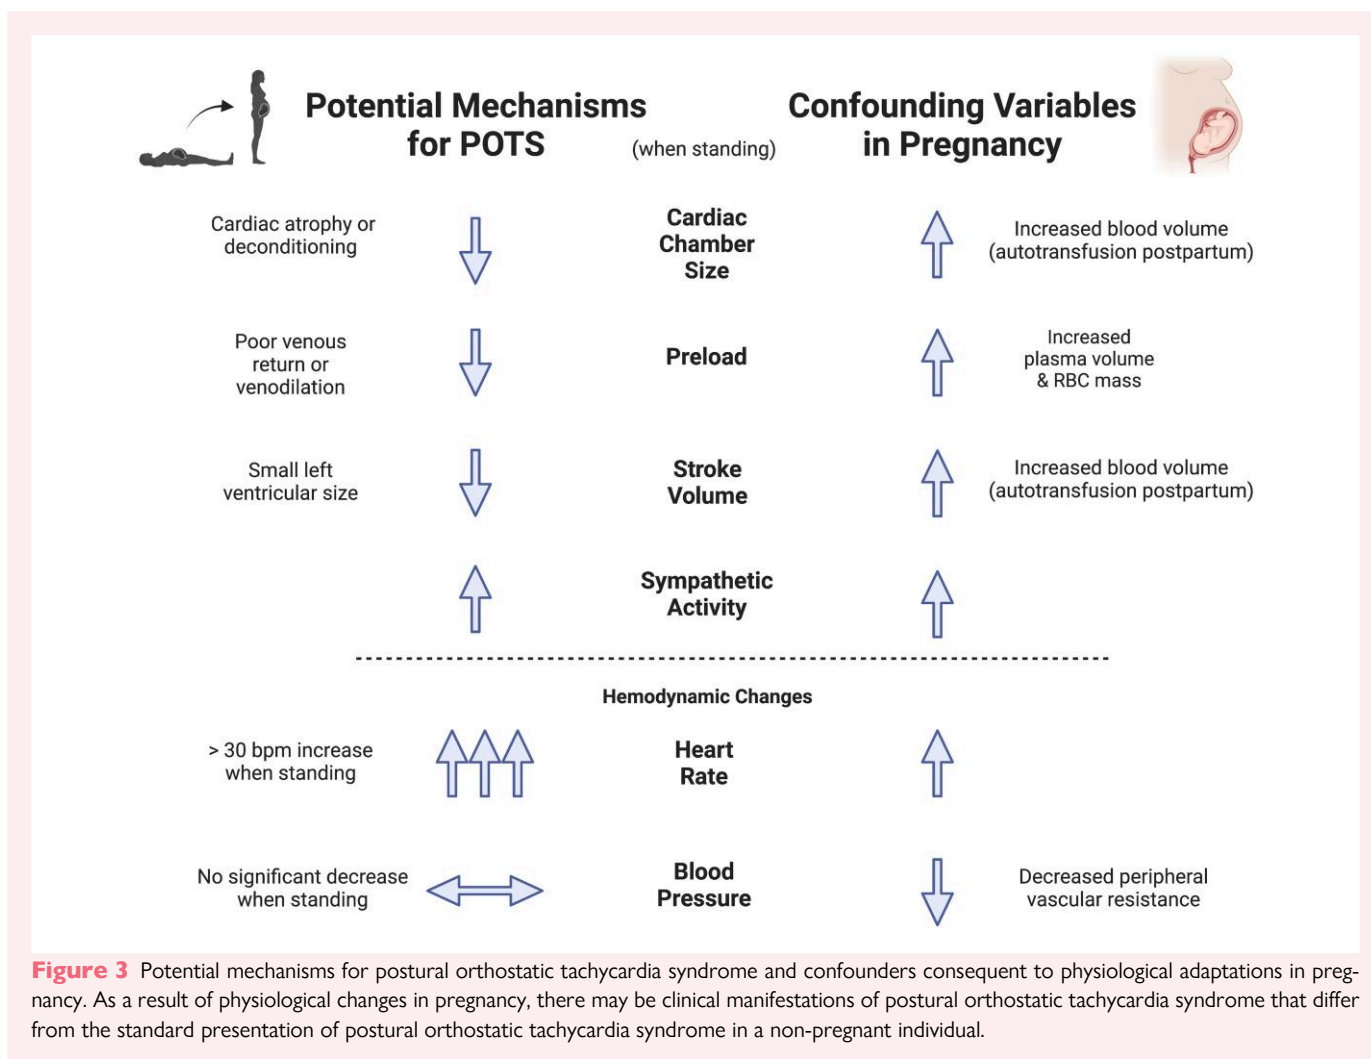 Potential Mechanisms
for POTS
(when standing)
Confounding Variables
in Pregnancy
Cardiac atrophy or
deconditioning
Cardiac
Chamber
Size
Increased blood volume
(autotransfusion postpartum)
Poor venous
return or
venodilation
Preload
Increased
plasma volume
& RBC mass
Small left
ventricular size
Stroke
Volume
Increased blood volume
(autotransfusion postpartum)
Sympathetic
Activity
Hemodynamic Changes
> 30 bpm increase
when standing
Heart
Rate
No significant decrease
when standing
Blood
Pressure
Decreased peripheral
vascular resistance
Figure 3 Potential mechanisms for postural orthostatic tachycardia syndrome and confounders consequent to physiological adaptations in preg-
nancy. As a result of physiological changes in pregnancy, there may be clinical manifestations of postural orthostatic tachycardia syndrome that differ
from the standard presentation of postural orthostatic tachycardia syndrome in a non-pregnant individual.